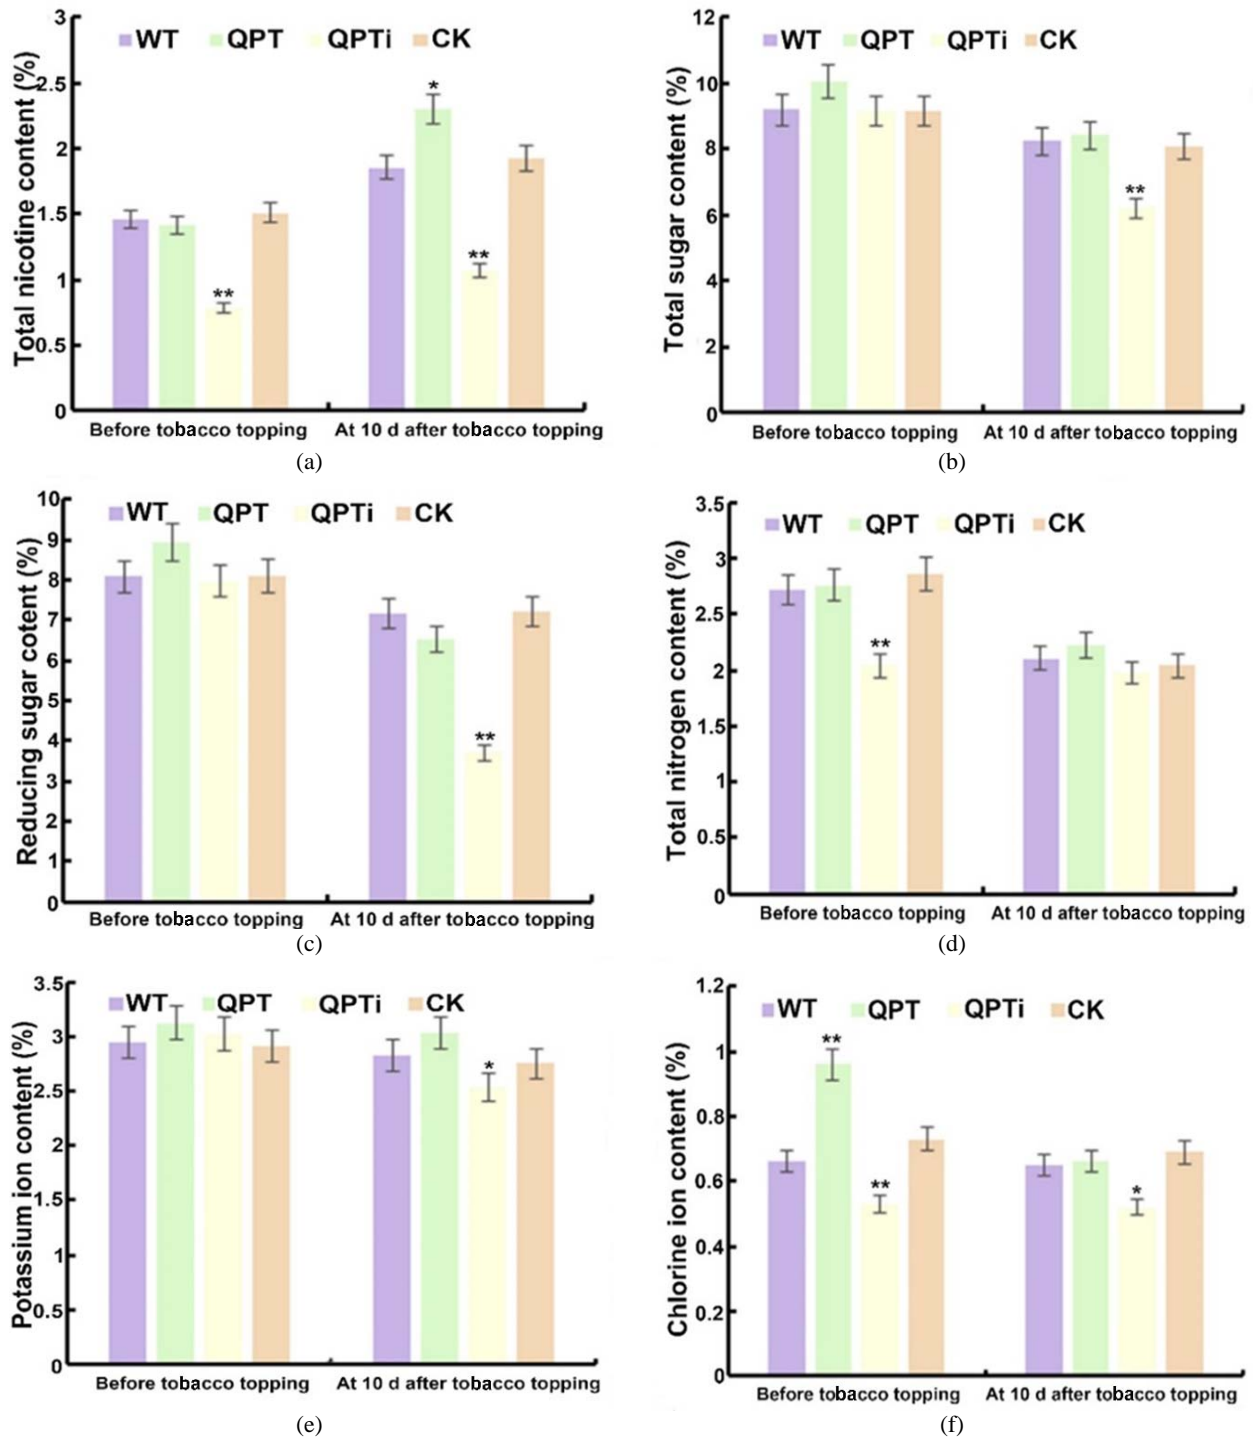 Total nicotine content (%)
3
2.5
2
1.5
1
0.5
0
WT QPT QPTi CK
*
**
**
Before tobacco topping At 10 d after tobacco topping
(a)
Total sugar content (%)
12
10
8
6
4
2
0
WT QPT QPTi CK
**
Before tobacco topping At 10 d after tobacco topping
(b)
Reducing sugar cotent (%)
10
9
8
7
6
5
4
3
2
1
0
WT QPT QPTi CK
**
Before tobacco topping At 10 d after tobacco topping
(c)
Total nitrogen content (%)
3.5
3
2.5
2
1.5
1
0.5
0
WT QPT QPTi CK
**
Before tobacco topping At 10 d after tobacco topping
(d)
Potassium ion content (%)
3.5
3
2.5
2
1.5
1
0.5
0
WT QPT QPTi CK
*
Before tobacco topping At 10 d after tobacco topping
(e)
Chlorine ion content (%)
1.2
1
0.8
0.6
0.4
0.2
0
WT QPT QPTi CK
**
**
*
Before tobacco topping At 10 d after tobacco topping
(f)